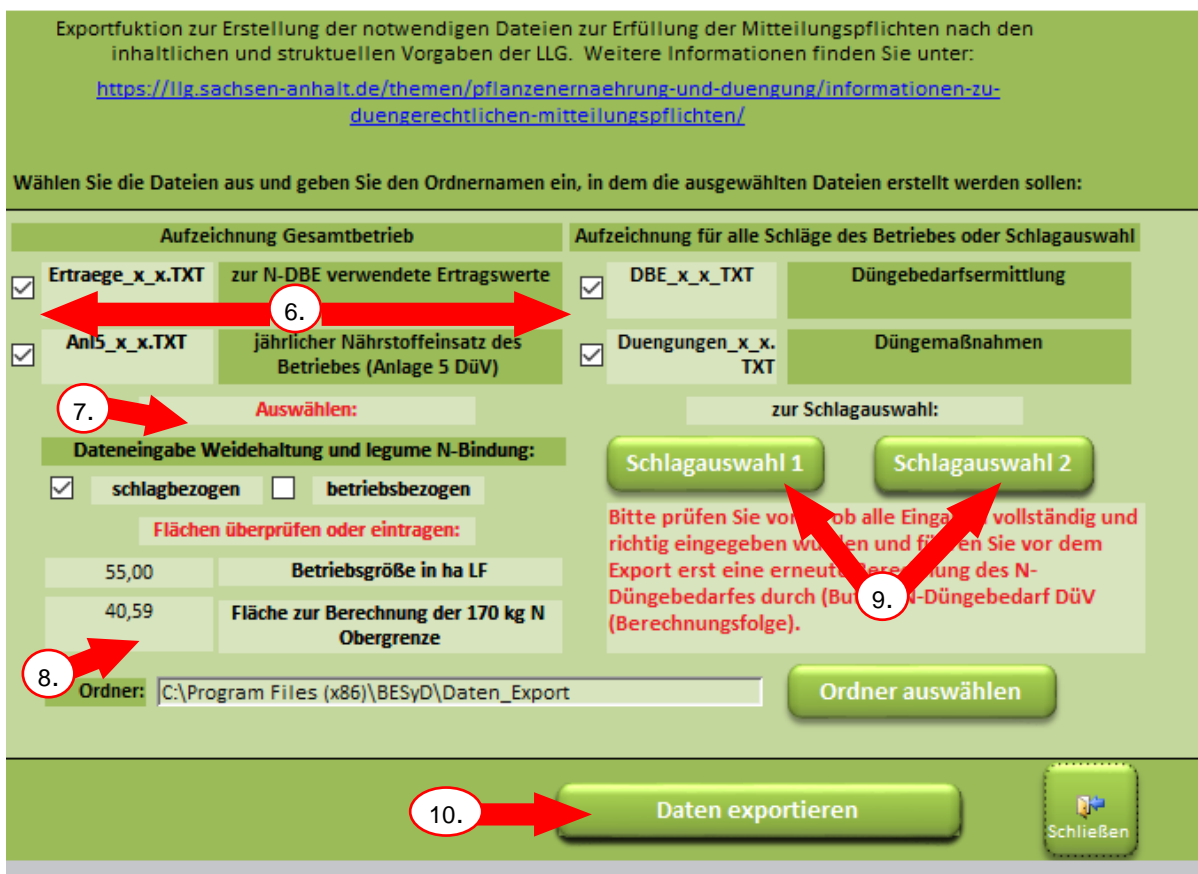 Exportfuktion zur Erstellung der notwendigen Dateien zur Erfüllung der Mitteilungspflichten nach den
inhaltlichen und struktuellen Vorgaben der LLG. Weitere Informationen finden Sie unter:
https://llg.sachsen-anhalt.de/themen/pflanzenernaehrung-und-duengung/informationen-zu-
duengerechtlichen-mitteilungspflichten/
Wählen Sie die Dateien aus und geben Sie den Ordnernamen ein, in dem die ausgewählten Dateien erstellt werden sollen:
Aufzeichnung Gesamtbetrieb
Ertraege_x_x.TXT zur N-DBE verwendete Ertragswerte
6.
Anl5_x_x.TXT jährlicher Nährstoffeinsatz des
Betriebes (Anlage 5 DüV)
7.
Auswählen:
Dateneingabe Weidehaltung und legume N-Bindung:
schlagbezogen betriebsbezogen
Flächen überprüfen oder eintragen:
55,00 Betriebsgröße in ha LF
40,59 Fläche zur Berechnung der 170 kg N
Obergrenze
8.
Aufzeichnung für alle Schläge des Betriebes oder Schlagauswahl
DBE_x_x_TXT Düngebedarfsermittlung
Duengungen_x_x. Düngemaßnahmen
TXT
zur Schlagauswahl:
Schlagauswahl 1 Schlagauswahl 2
Bitte prüfen Sie ob alle vollständig und
richtig eingegeben wurden und führen Sie vor dem
Export erst eine erneute Berechnung des N-
Düngebedarfes durch N-Düngebedarf DüV
(Berechnungsfolge).
9.
Ordner: C:\Program Files (x86)\BESyD\Daten_Export Ordner auswählen
10. Daten exportieren
Schließen